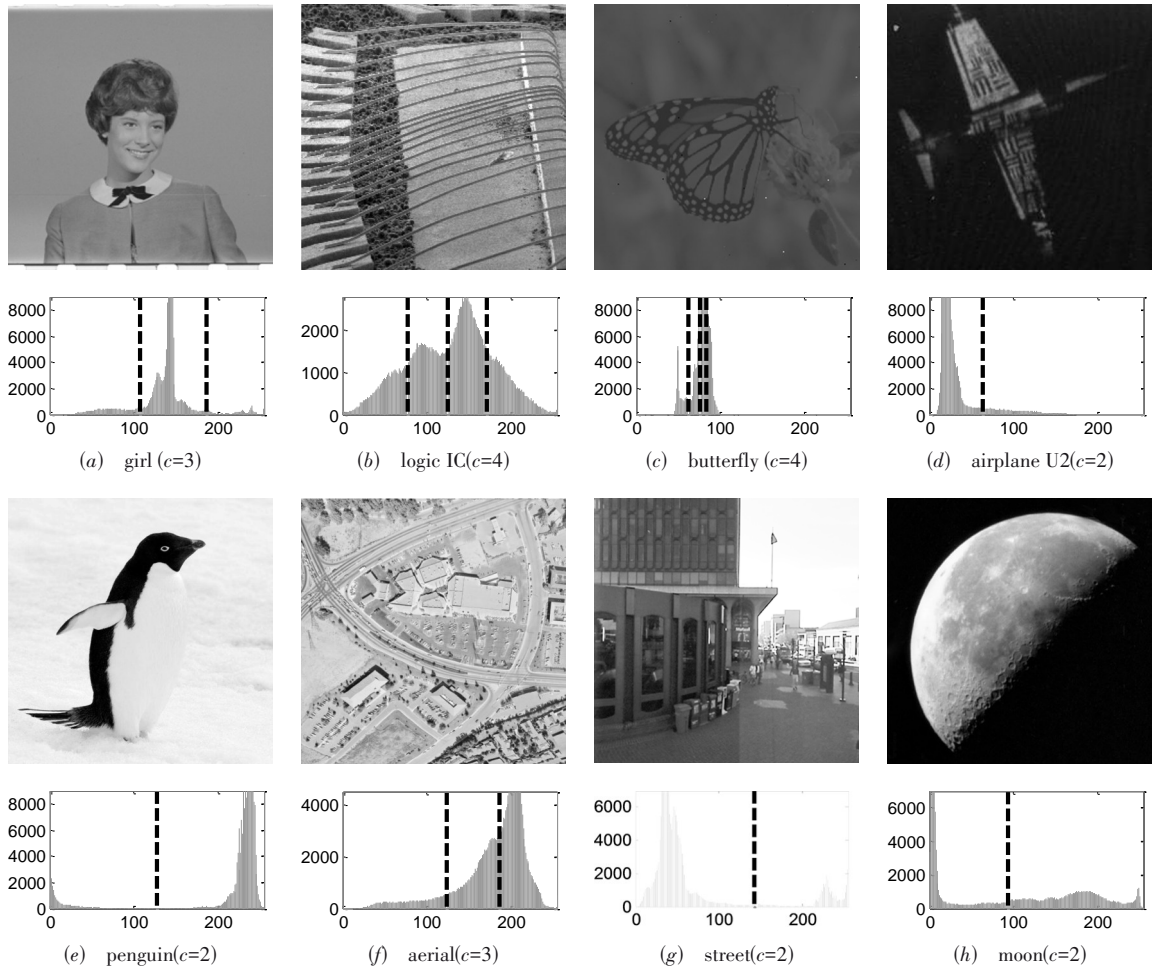 8000
6000
4000
2000
0
0 100 200
(a) girl (c=3)
2000
1000
0
0 100 200
(b) logic IC(c=4)
8000
6000
4000
2000
0
0 100 200
(c) butterfly (c=4)
8000
6000
4000
2000
0
0 100 200
(d) airplane U2(c=2)
8000
6000
4000
2000
0
0 100 200
(e) penguin(c=2)
4000
2000
0
0 100 200
(f) aerial(c=3)
6000
4000
2000
0
0 100 200
(g) street(c=2)
6000
4000
2000
0
0 100 200
(h) moon(c=2)